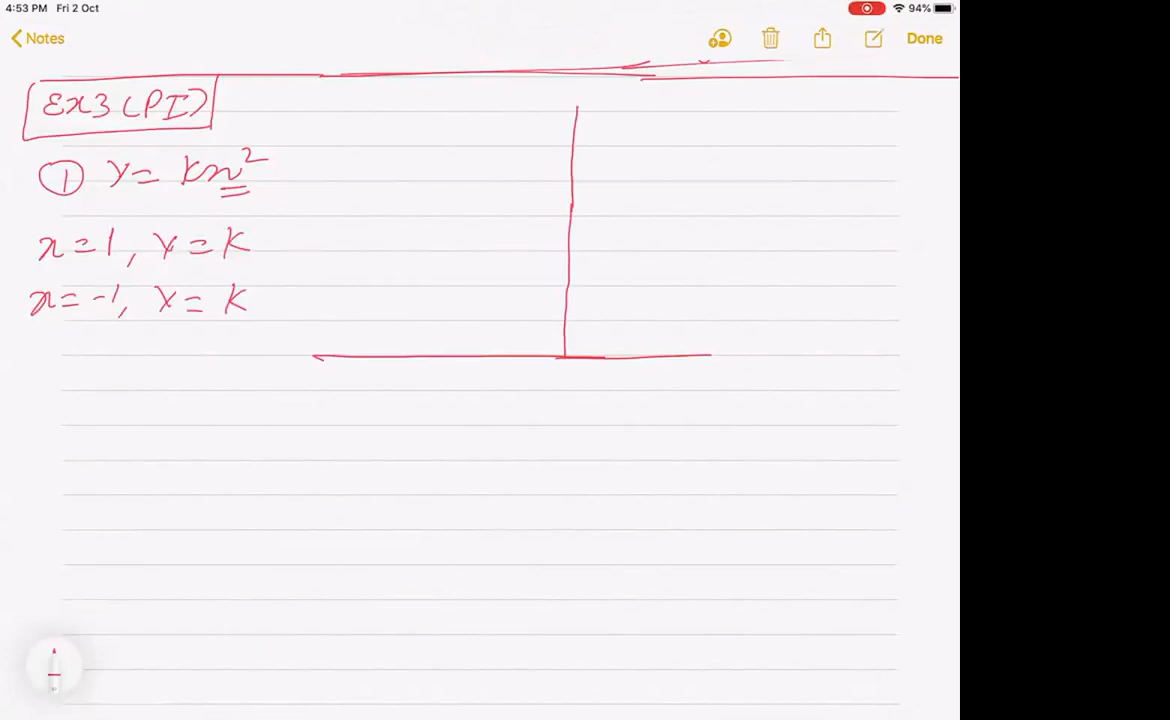 4:53 PM Fri 2 Oct 94%
Notes Done
Ex3 (PI)
① Y = Kx²
x = 1, Y = K
x = -1, Y = K